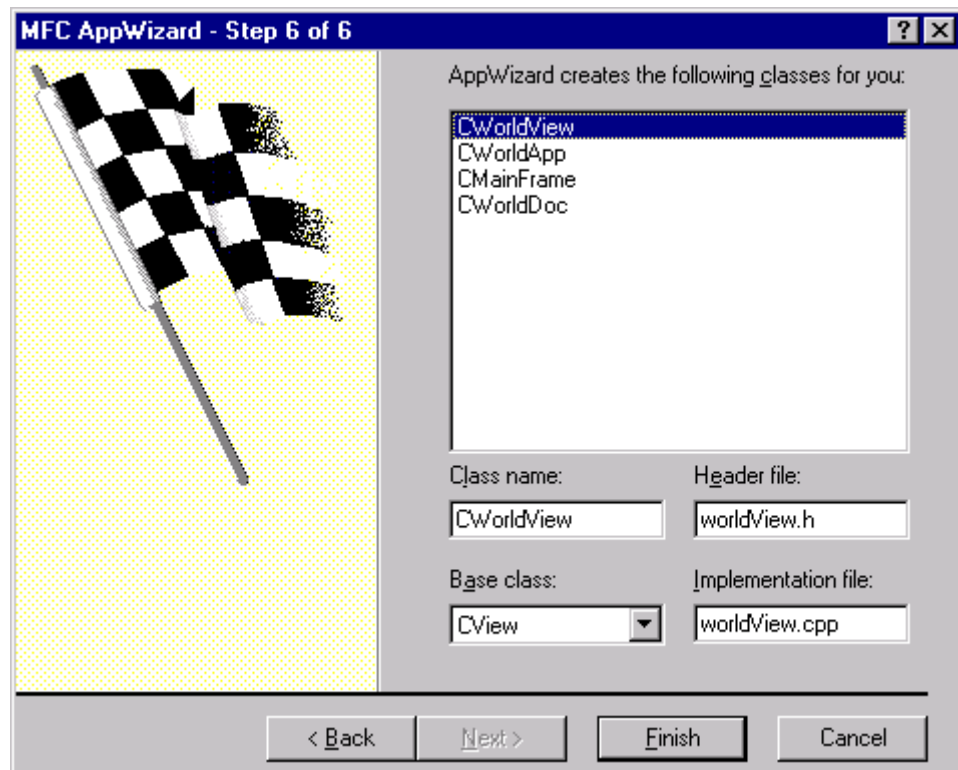 MFC AppWizard - Step 6 of 6
AppWizard creates the following classes for you:
CWorldView
CWorldApp
CMainFrame
CWorldDoc
Class name:
Header file:
CWorldView
worldView.h
Base class:
Implementation file:
CView
worldView.cpp
< Back
Next >
Finish
Cancel